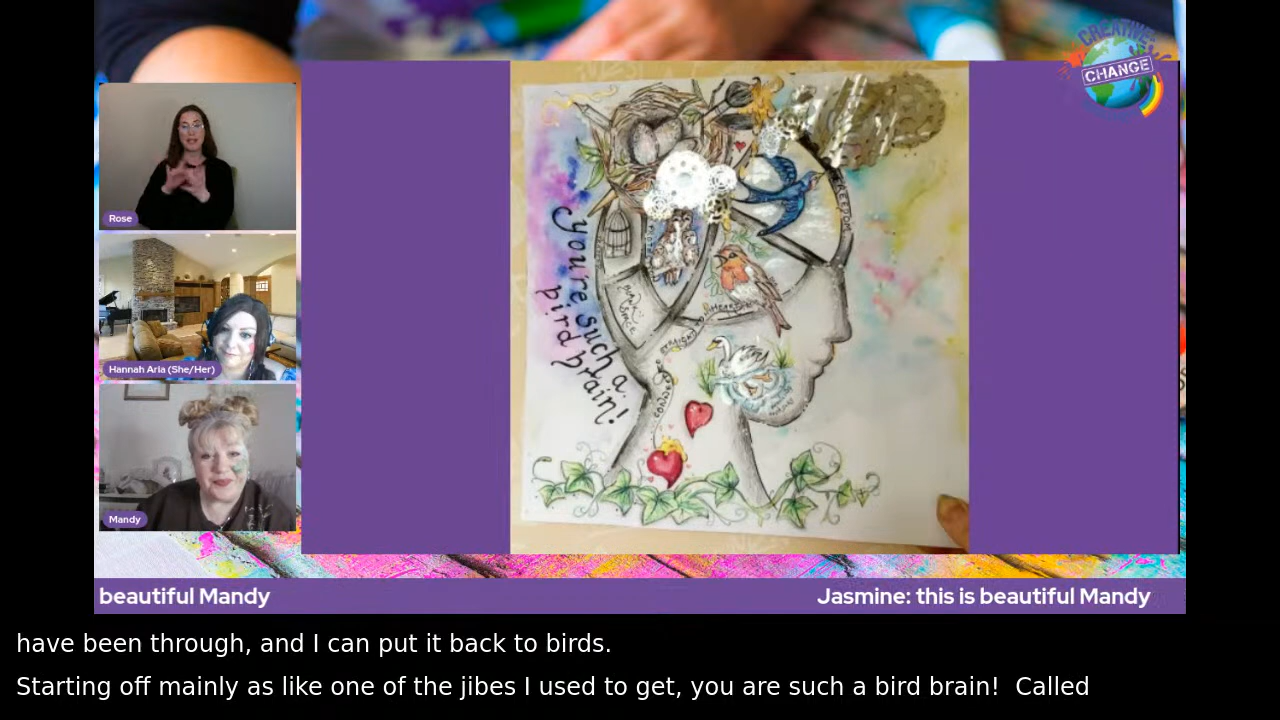 CREATIVE
CHANGE
Rose
Hannah Aria (She/Her)
Mandy
you're such a
bird brain!
FREEDOM
STRAIGHT
beautiful Mandy
Jasmine: this is beautiful Mandy
have been through, and I can put it back to birds.
Starting off mainly as like one of the jibes I used to get, you are such a bird brain!  Called